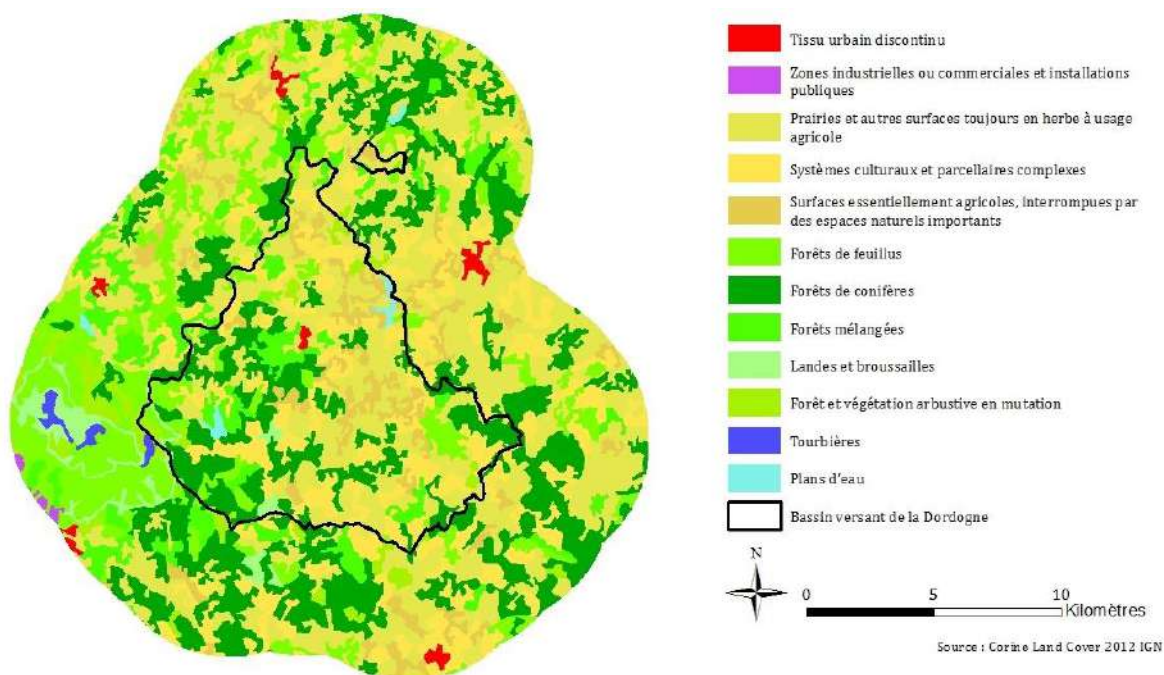 Tissu urbain discontinu
Zones industrielles ou commerciales et installations
publiques
Prairies et autres surfaces toujours en herbe à usage
agricole
Systèmes culturaux et parcellaires complexes
Surfaces essentiellement agricoles, interrompues par
des espaces naturels importants
Forêts de feuillus
Forêts de conifères
Forêts mélangées
Landes et broussailles
Forêt et végétation arbustive en mutation
Tourbières
Plans d'eau
Bassin versant de la Dordogne
N
0 5 10
Kilomètres
Source : Corine Land Cover 2012 IGN